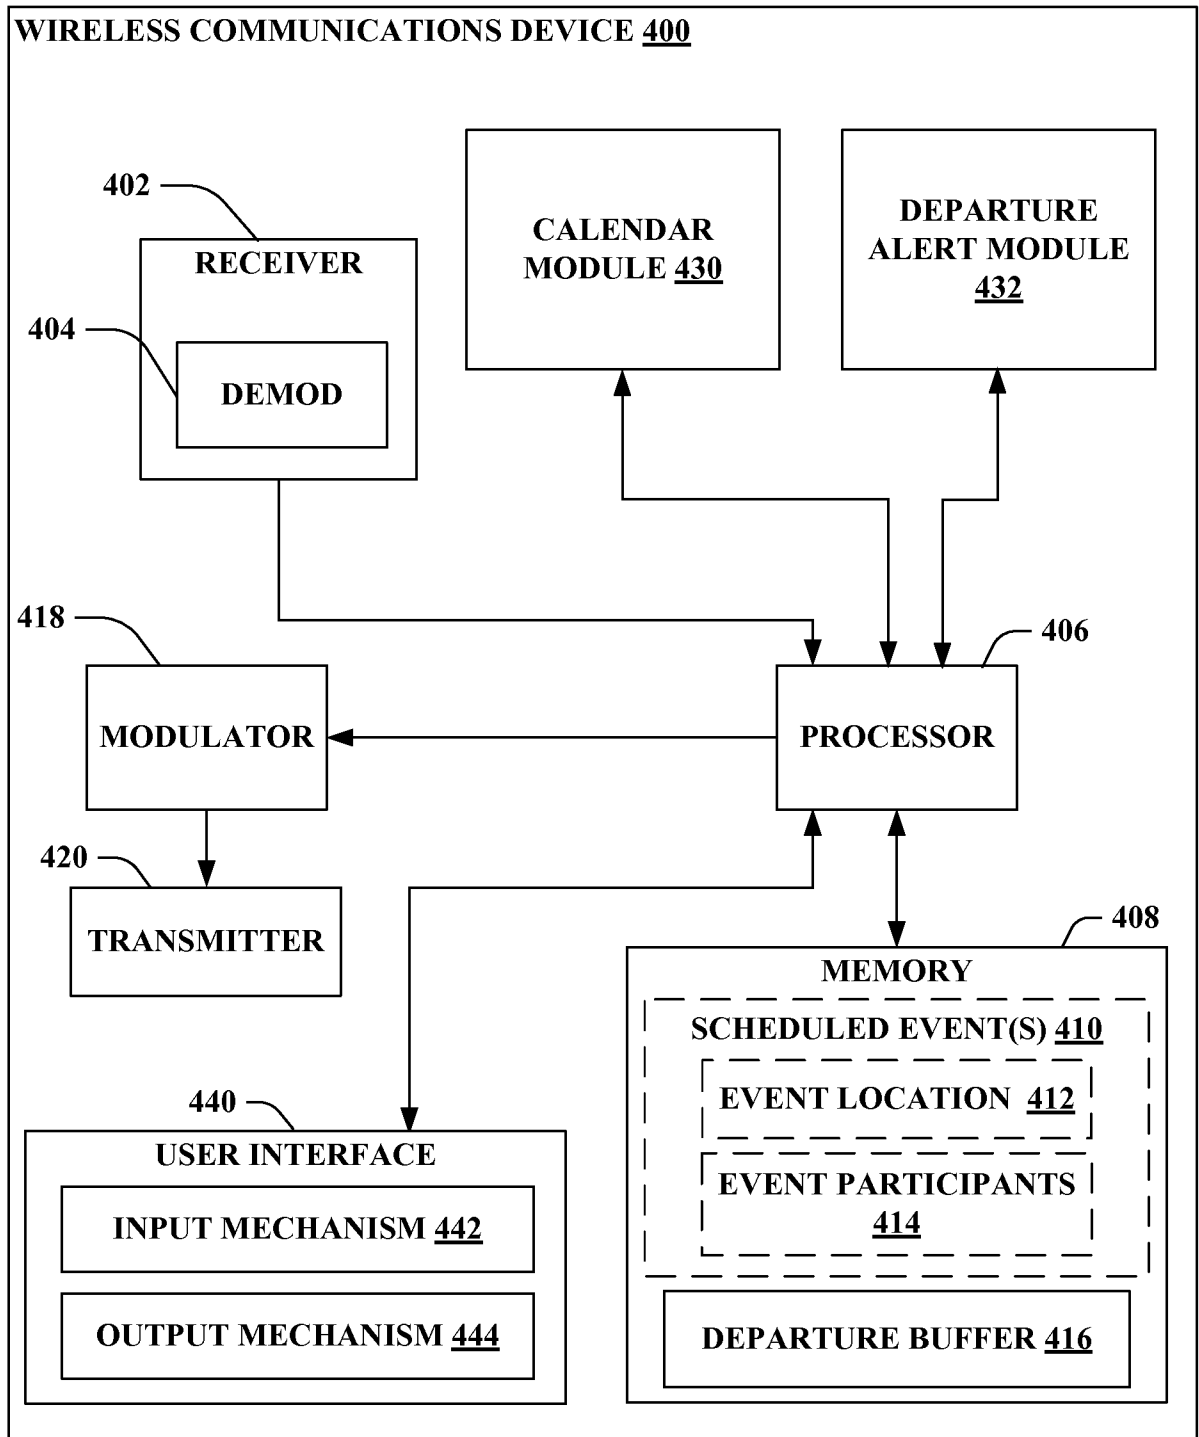 WIRELESS COMMUNICATIONS DEVICE 400
402
RECEIVER
404
DEMOD
CALENDAR
MODULE 430
DEPARTURE
ALERT MODULE
432
418
MODULATOR
406
PROCESSOR
420
TRANSMITTER
408
MEMORY
SCHEDULED EVENT(S) 410
EVENT LOCATION 412
EVENT PARTICIPANTS
414
DEPARTURE BUFFER 416
440
USER INTERFACE
INPUT MECHANISM 442
OUTPUT MECHANISM 444